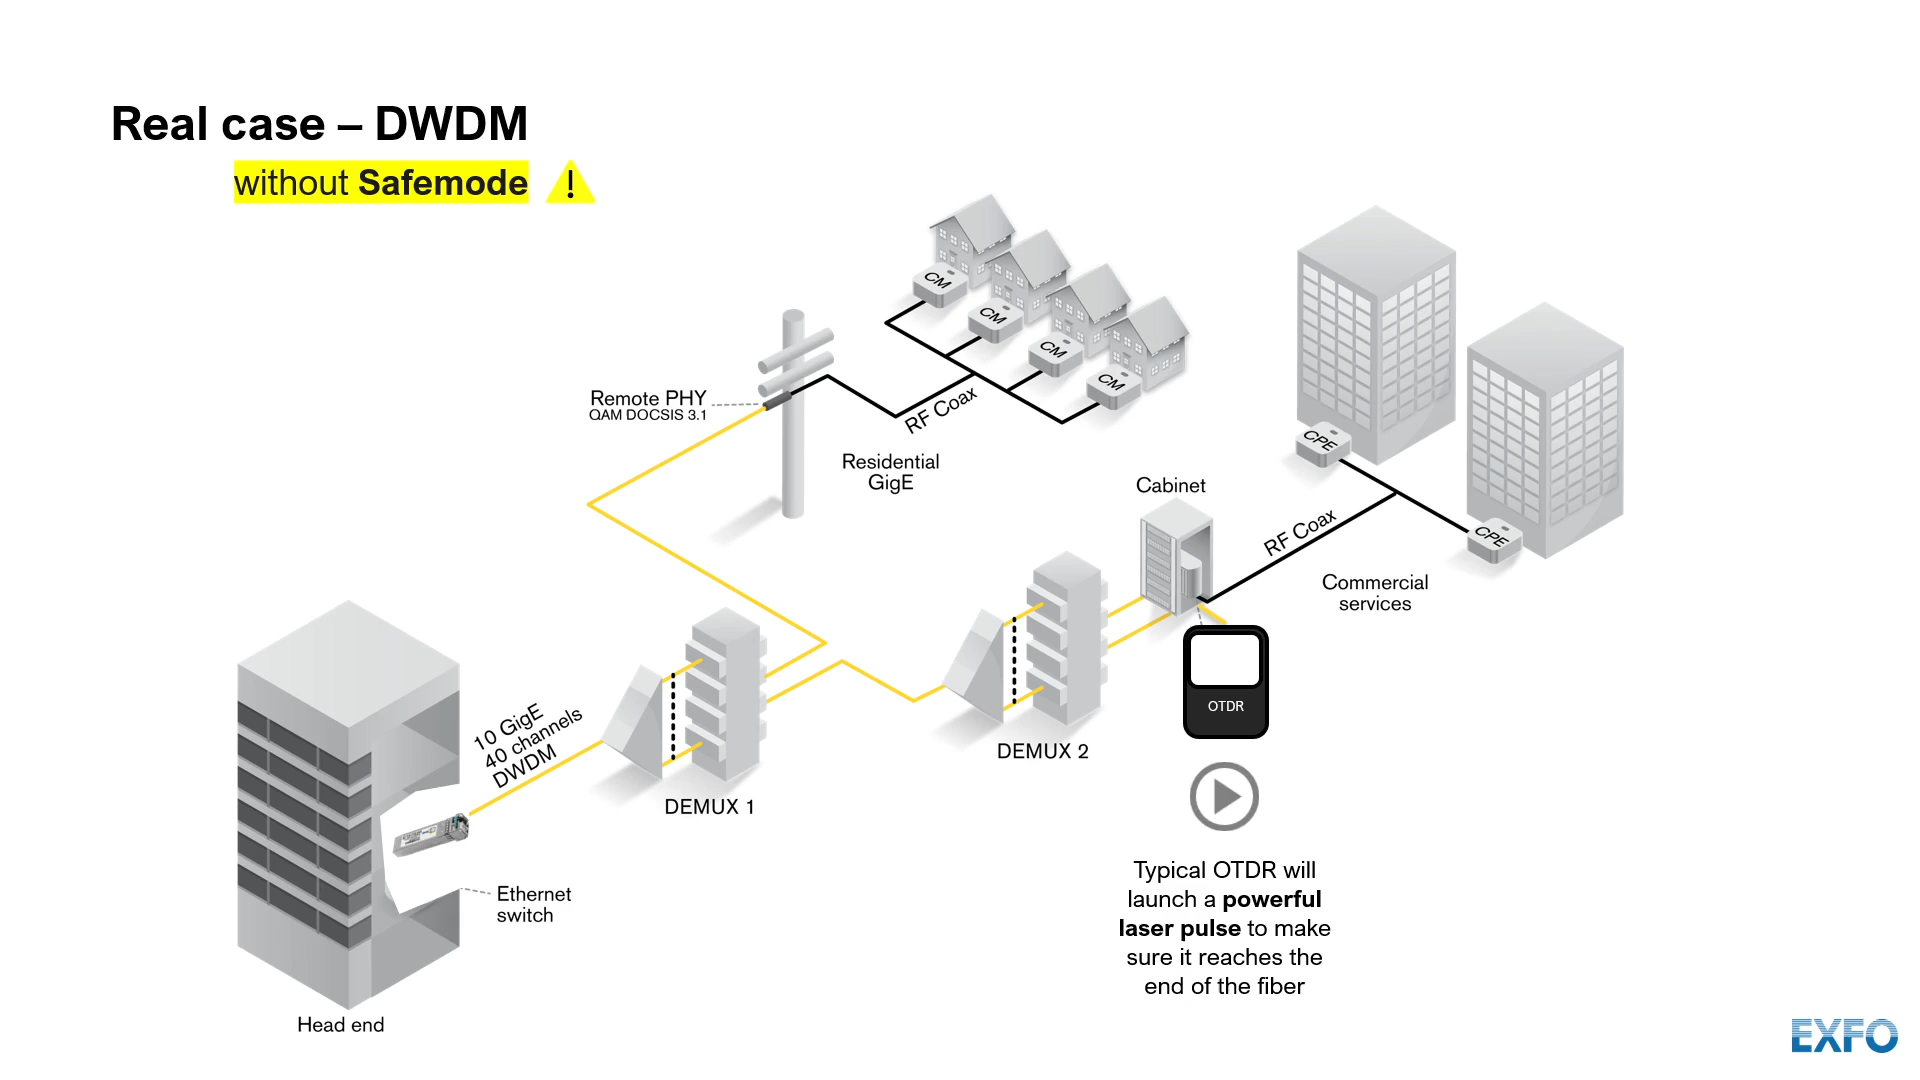 Real case – DWDM
without Safemode
CM
CM
CM
CM
Remote PHY
QAM DOCSIS 3.1
RF Coax
Residential
GigE
CPE
CPE
Cabinet
RF Coax
Commercial
services
10 GigE
40 channels
DWDM
DEMUX 1
DEMUX 2
OTDR
Ethernet
switch
Head end
Typical OTDR will
launch a powerful
laser pulse to make
sure it reaches the
end of the fiber
EXFO